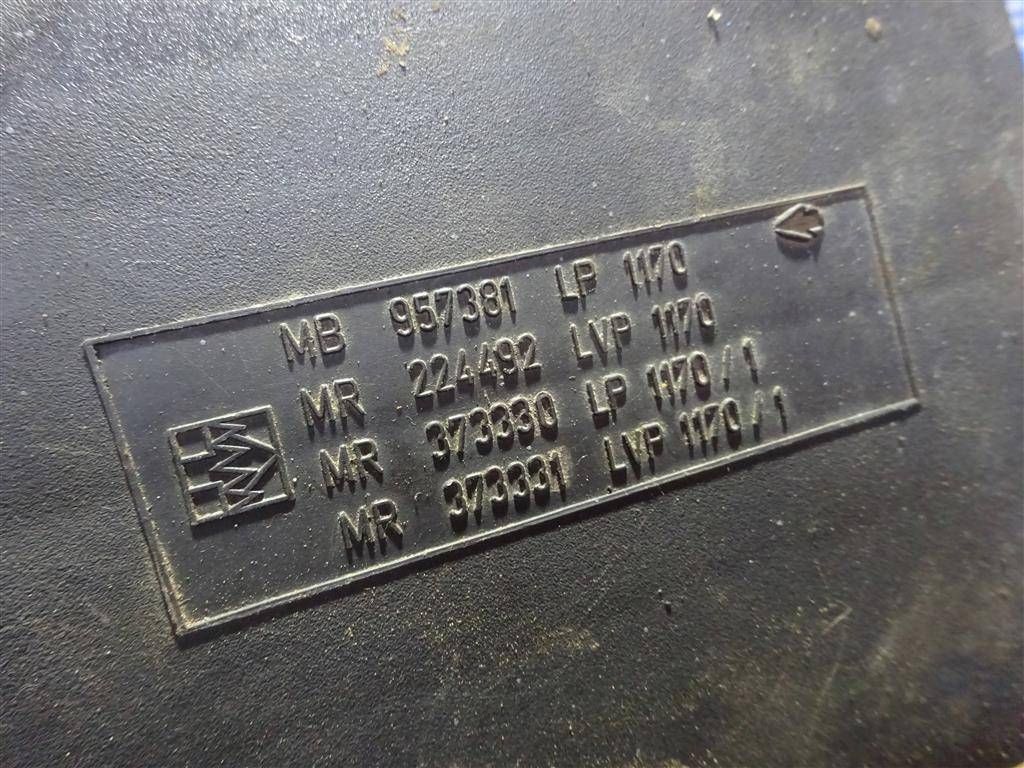 MB 957381 LP 1170
MR 224492 LVP 1170
MR 373330 LP 1170/1
MR 373331 LVP 1170/1